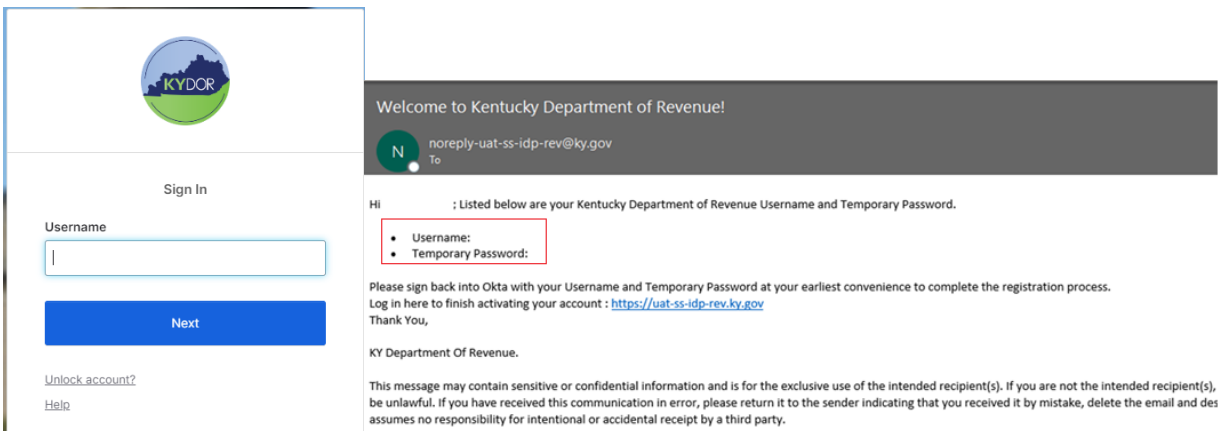 KYDOR
Sign In
Username
Next
Unlock account?
Help
Welcome to Kentucky Department of Revenue!
N
noreply-uat-ss-idp-rev@ky.gov
To
Hi ; Listed below are your Kentucky Department of Revenue Username and Temporary Password.
• Username:
• Temporary Password:
Please sign back into Okta with your Username and Temporary Password at your earliest convenience to complete the registration process.
Log in here to finish activating your account : https://uat-ss-idp-rev.ky.gov
Thank You,
KY Department Of Revenue.
This message may contain sensitive or confidential information and is for the exclusive use of the intended recipient(s). If you are not the intended recipient(s),
be unlawful. If you have received this communication in error, please return it to the sender indicating that you received it by mistake, delete the email and des
assumes no responsibility for intentional or accidental receipt by a third party.